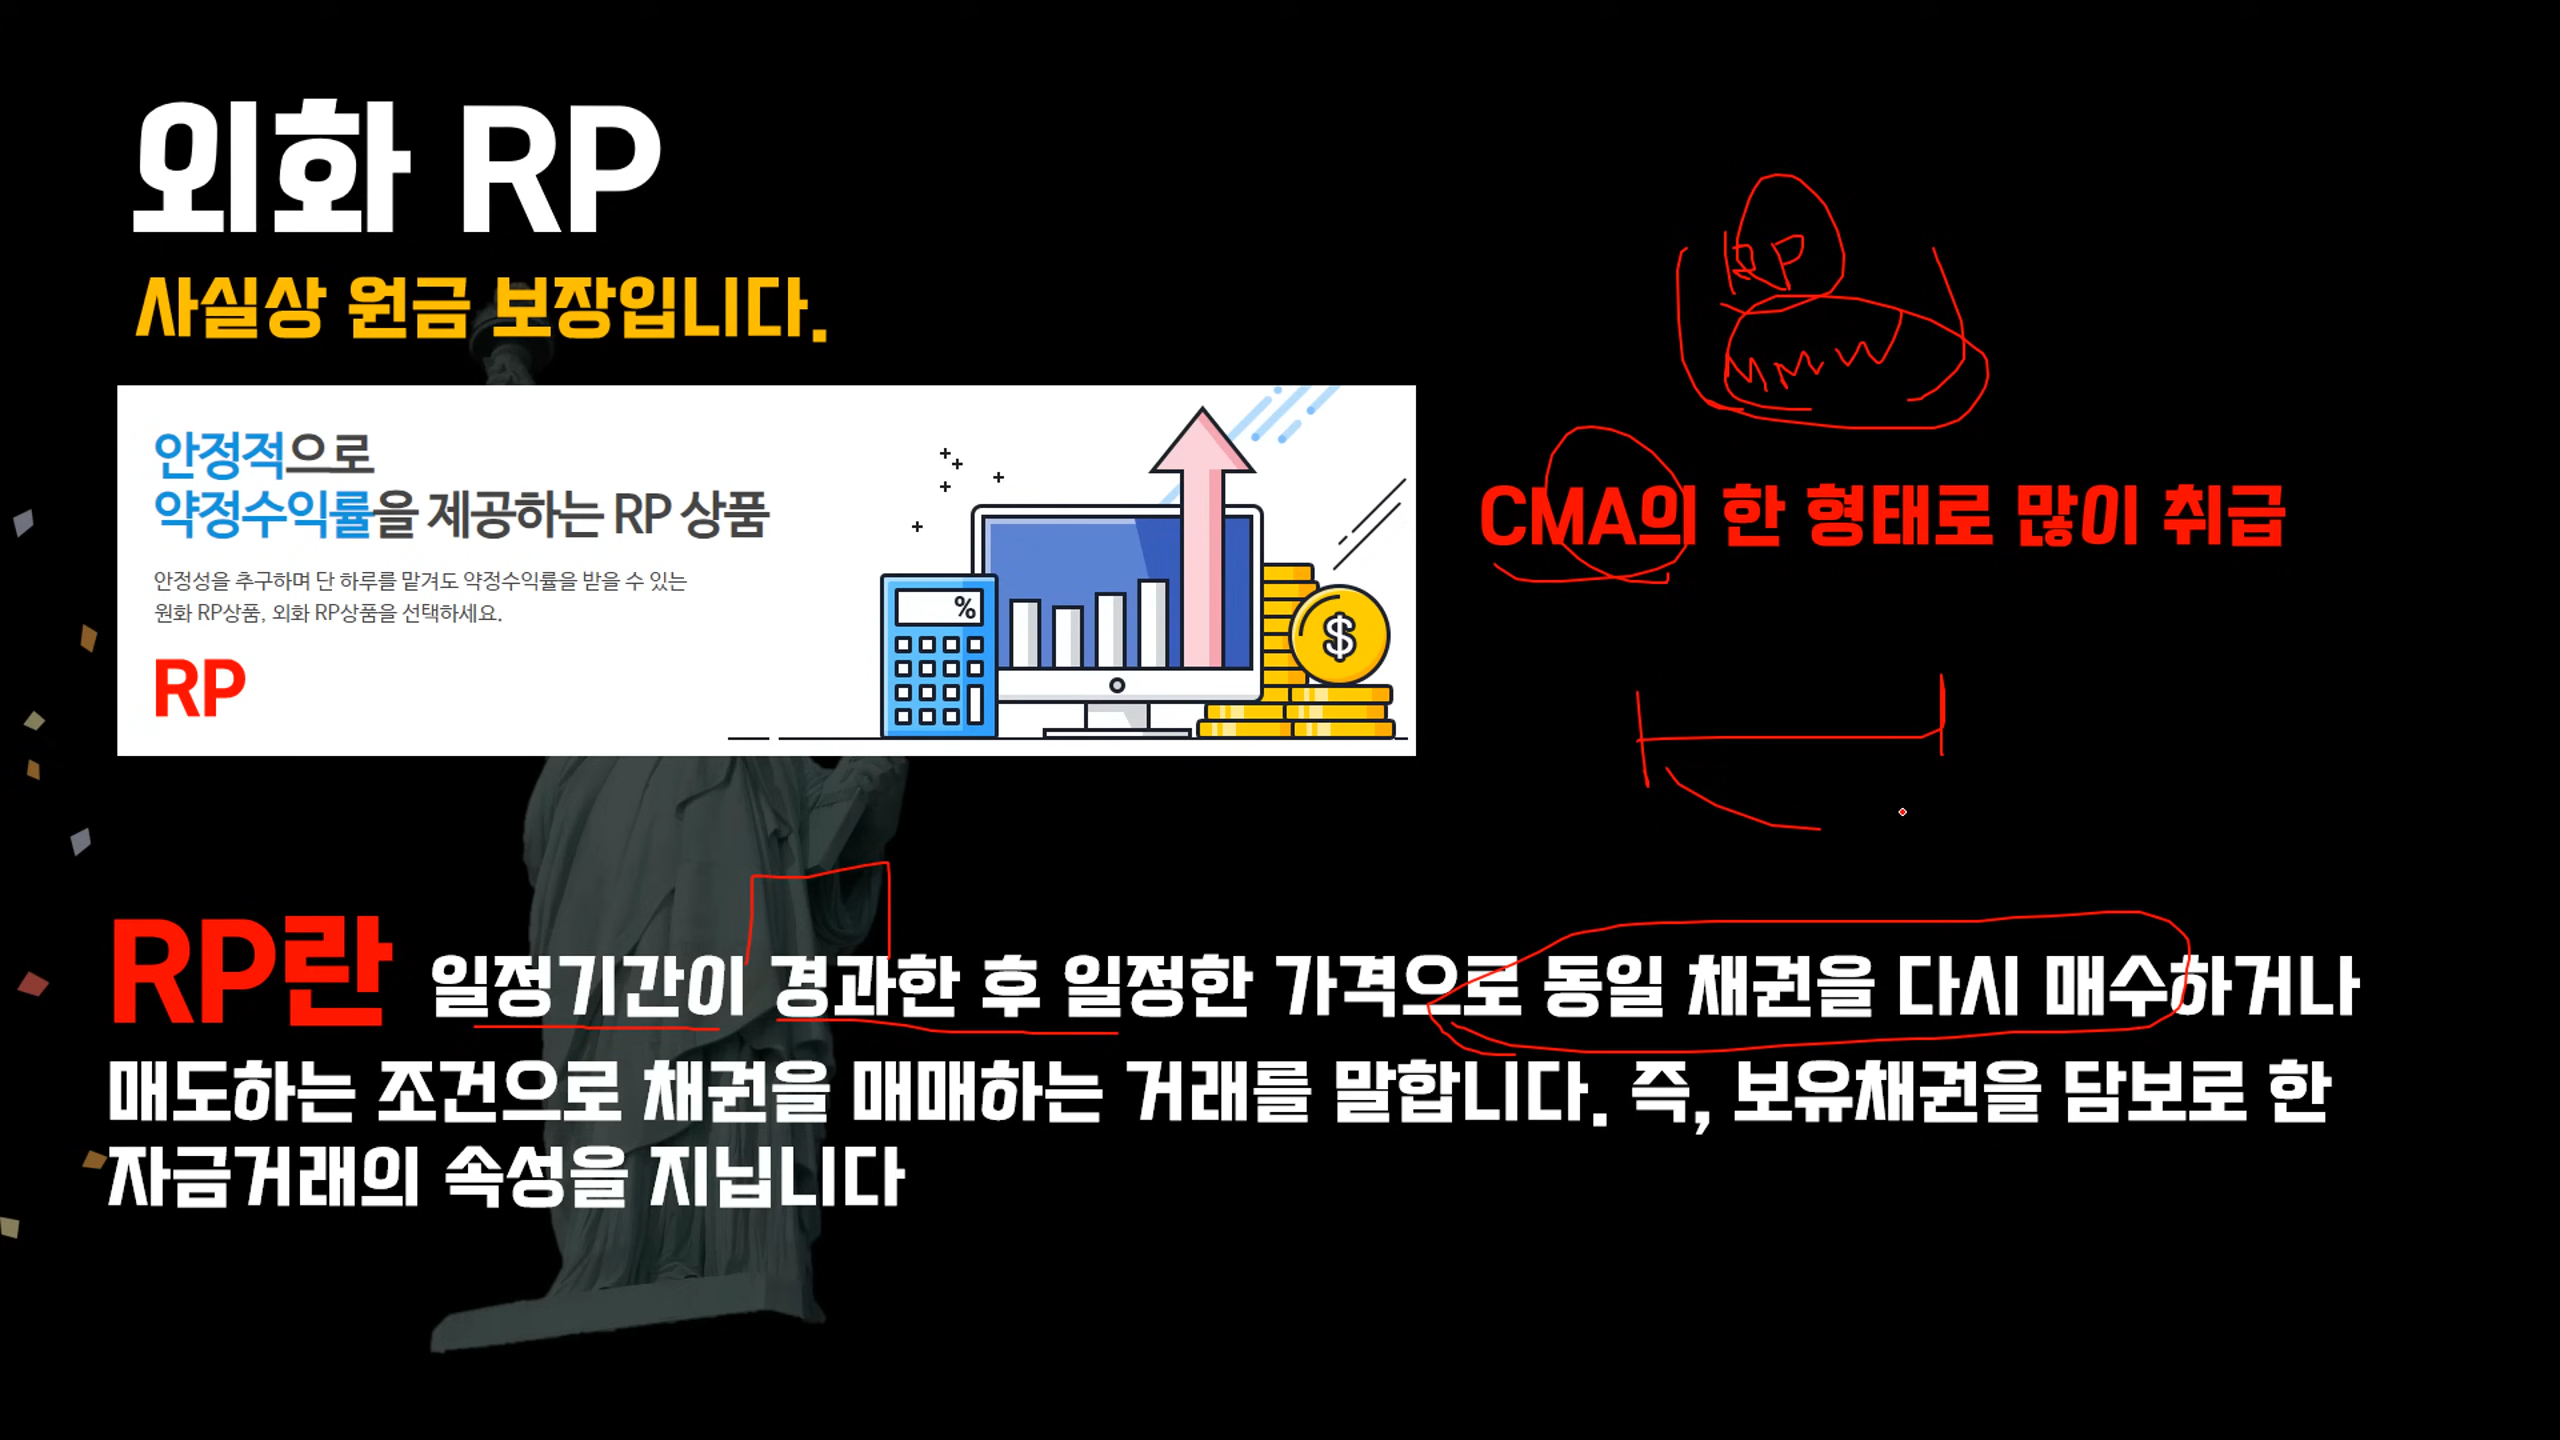 외화 RP
사실상 원금 보장입니다.
안정적으로
약정수익률을 제공하는 RP 상품
안정성을 추구하며 단 하루를 맡겨도 약정수익률을 받을 수 있는
원화 RP상품, 외화 RP상품을 선택하세요.
RP
%
$
RP
MMW
CMA의 한 형태로 많이 취급
RP란 일정기간이 경과한 후 일정한 가격으로 동일 채권을 다시 매수하거나
매도하는 조건으로 채권을 매매하는 거래를 말합니다. 즉, 보유채권을 담보로 한
자금거래의 속성을 지닙니다